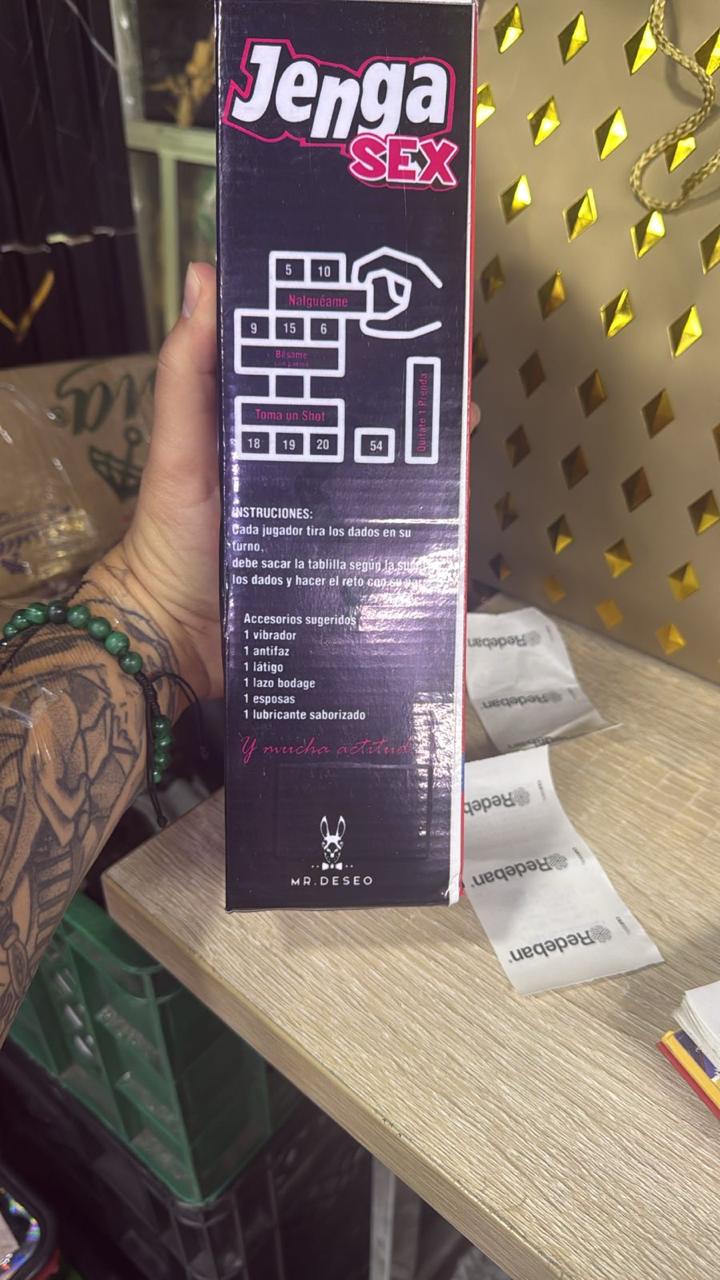 Jenga
SEX
5 10
Nalguéame
9 15 6
Bésame
Toma un Shot
18 19 20
54
Quítate 1 Prenda
INSTRUCIONES:
Cada jugador tira los dados en su
turno.
debe sacar la tablilla según la
los dados y hacer el reto con su
Accesorios sugeridos
1 vibrador
1 antifaz
1 látigo
1 lazo bodage
1 esposas
1 lubricante saborizado
Y mucha actitud
MR.DESEO
Redeban
Redeban
Redeban
Redeban
Redeban